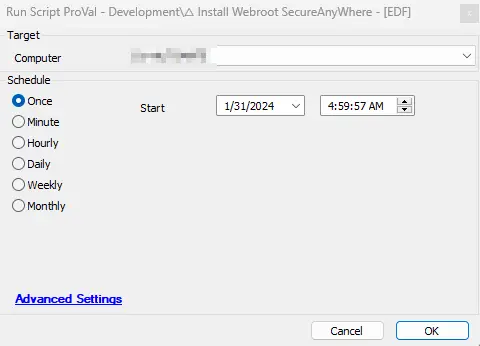 Run Script ProVal - Development\△ Install Webroot SecureAnyWhere - [EDF]
Target
Computer
Schedule
Once Start 1/31/2024 4:59:57 AM
Minute
Hourly
Daily
Weekly
Monthly
Advanced Settings
Cancel OK